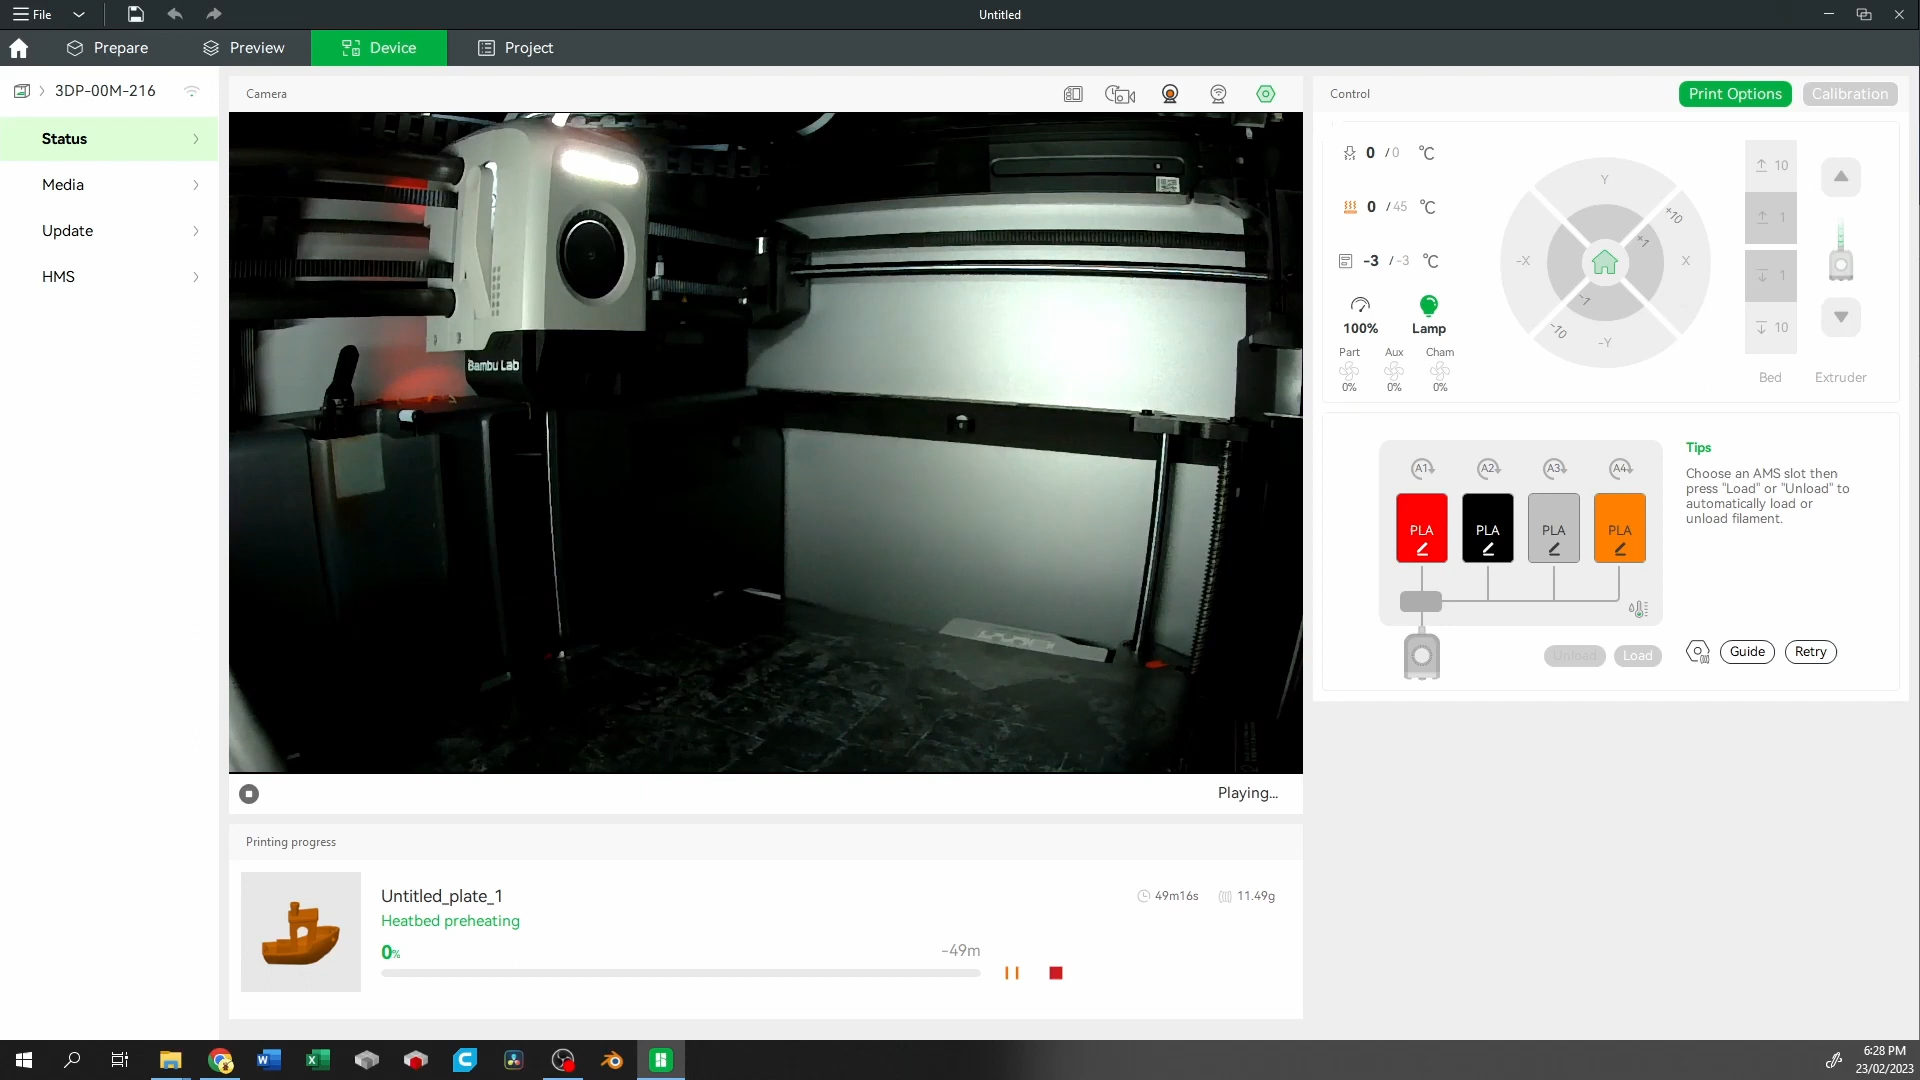 File
Untitled
Prepare
Preview
Device
Project
3DP-00M-216
Status
Media
Update
HMS
Camera
Bambu Lab
Playing...
Printing progress
Untitled_plate_1
Heatbed preheating
0%
-49m
49m16s
11.49g
Control
Print Options
Calibration
0 /0 °C
0 /45 °C
-3 /-3 °C
100%
Lamp
Part
Aux
Cham
0%
0%
0%
Y
+10
+1
-X
X
-1
-10
-Y
10
1
1
10
Bed
Extruder
A1
A2
A3
A4
PLA
PLA
PLA
PLA
Unload
Load
Tips
Choose an AMS slot then
press "Load" or "Unload" to
automatically load or
unload filament.
Guide
Retry
6:28 PM
23/02/2023